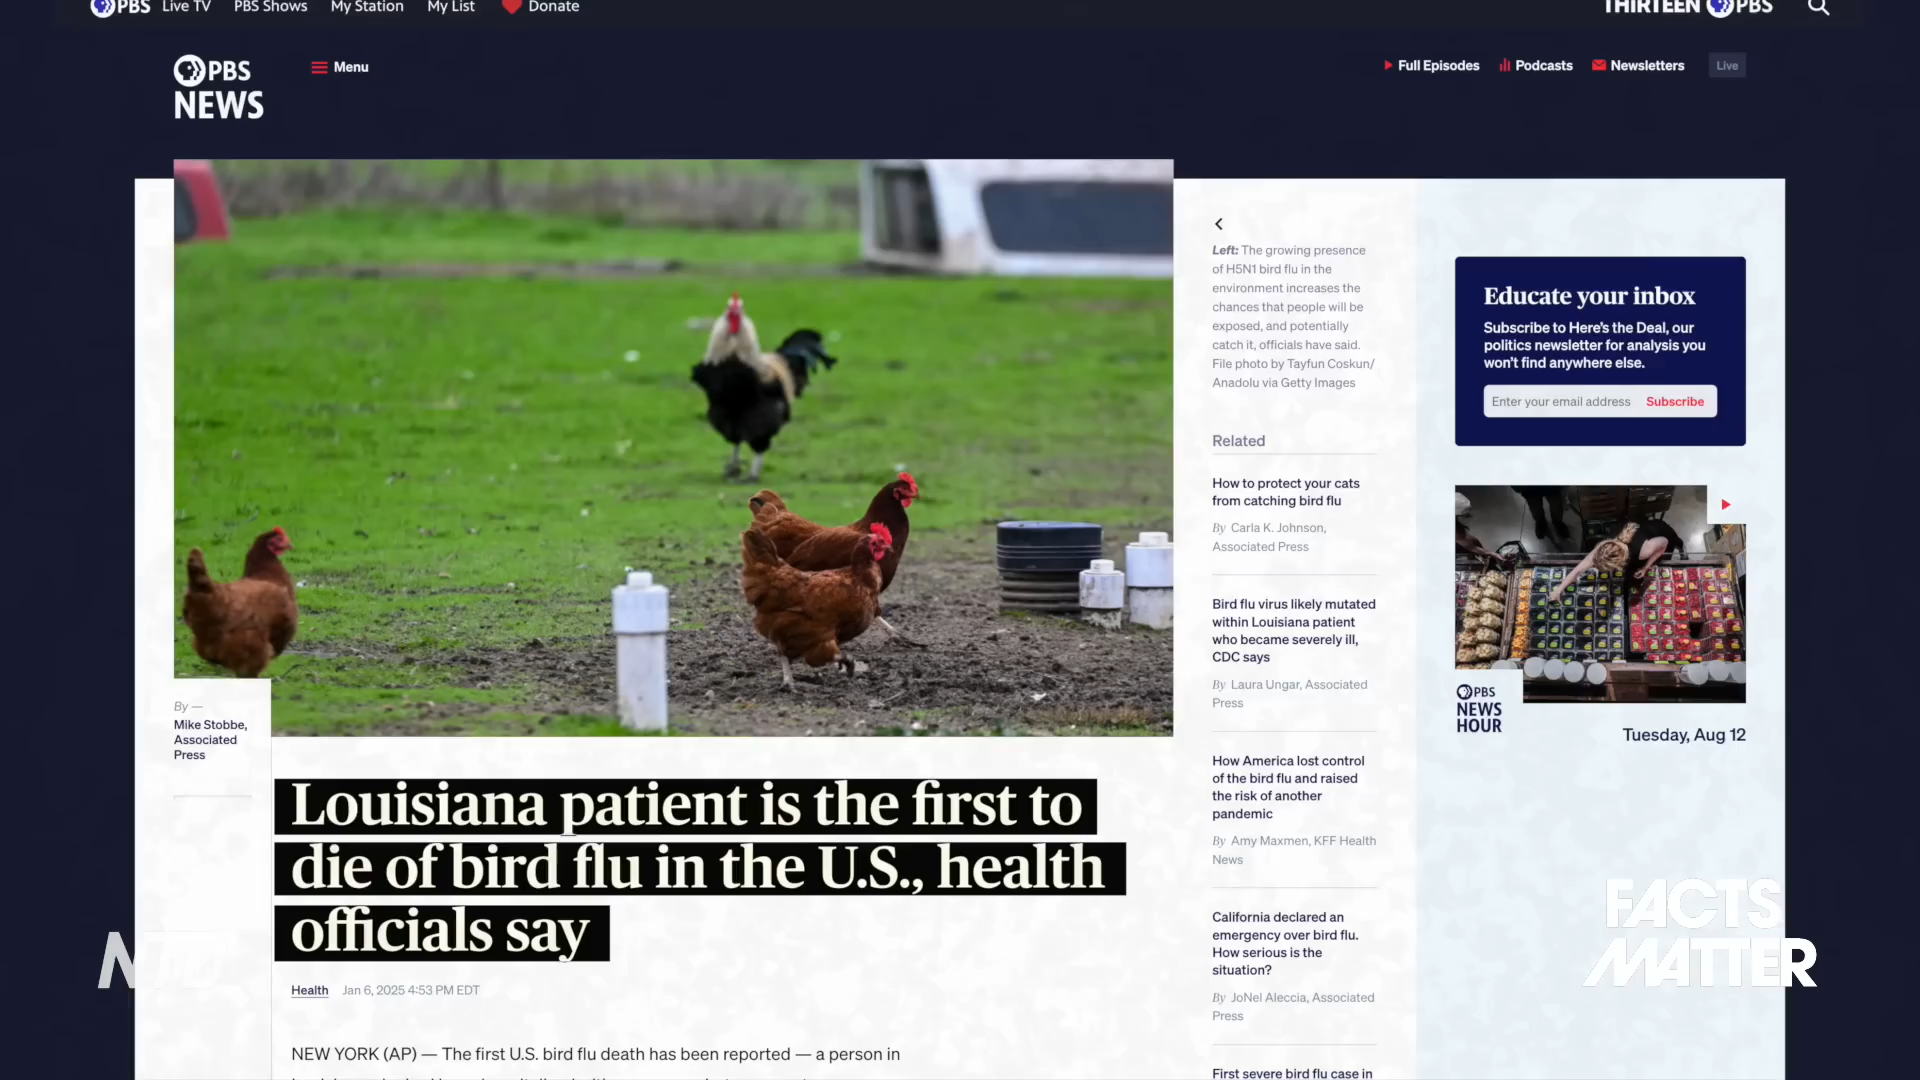 PBS Live TV PBS Shows My Station My List Donate
THIRTEEN PBS
PBS
NEWS
Menu
Full Episodes Podcasts Newsletters Live
Left: The growing presence
of H5N1 bird flu in the
environment increases the
chances that people will be
exposed, and potentially
catch it, officials have said.
File photo by Tayfun Coskun/
Anadolu via Getty Images
Related
How to protect your cats
from catching bird flu
By Carla K. Johnson,
Associated Press
Bird flu virus likely mutated
within Louisiana patient
who became severely ill,
CDC says
By Laura Ungar, Associated
Press
How America lost control
of the bird flu and raised
the risk of another
pandemic
By Amy Maxmen, KFF Health
News
California declared an
emergency over bird flu.
How serious is the
situation?
By JoNel Aleccia, Associated
Press
First severe bird flu case in
Educate your inbox
Subscribe to Here's the Deal, our
politics newsletter for analysis you
won't find anywhere else.
Enter your email address Subscribe
PBS
NEWS
HOUR
Tuesday, Aug 12
By —
Mike Stobbe,
Associated
Press
Louisiana patient is the first to
die of bird flu in the U.S., health
officials say
Health Jan 6, 2025 4:53 PM EDT
NEW YORK (AP) — The first U.S. bird flu death has been reported — a person in
FACTS
MATTER